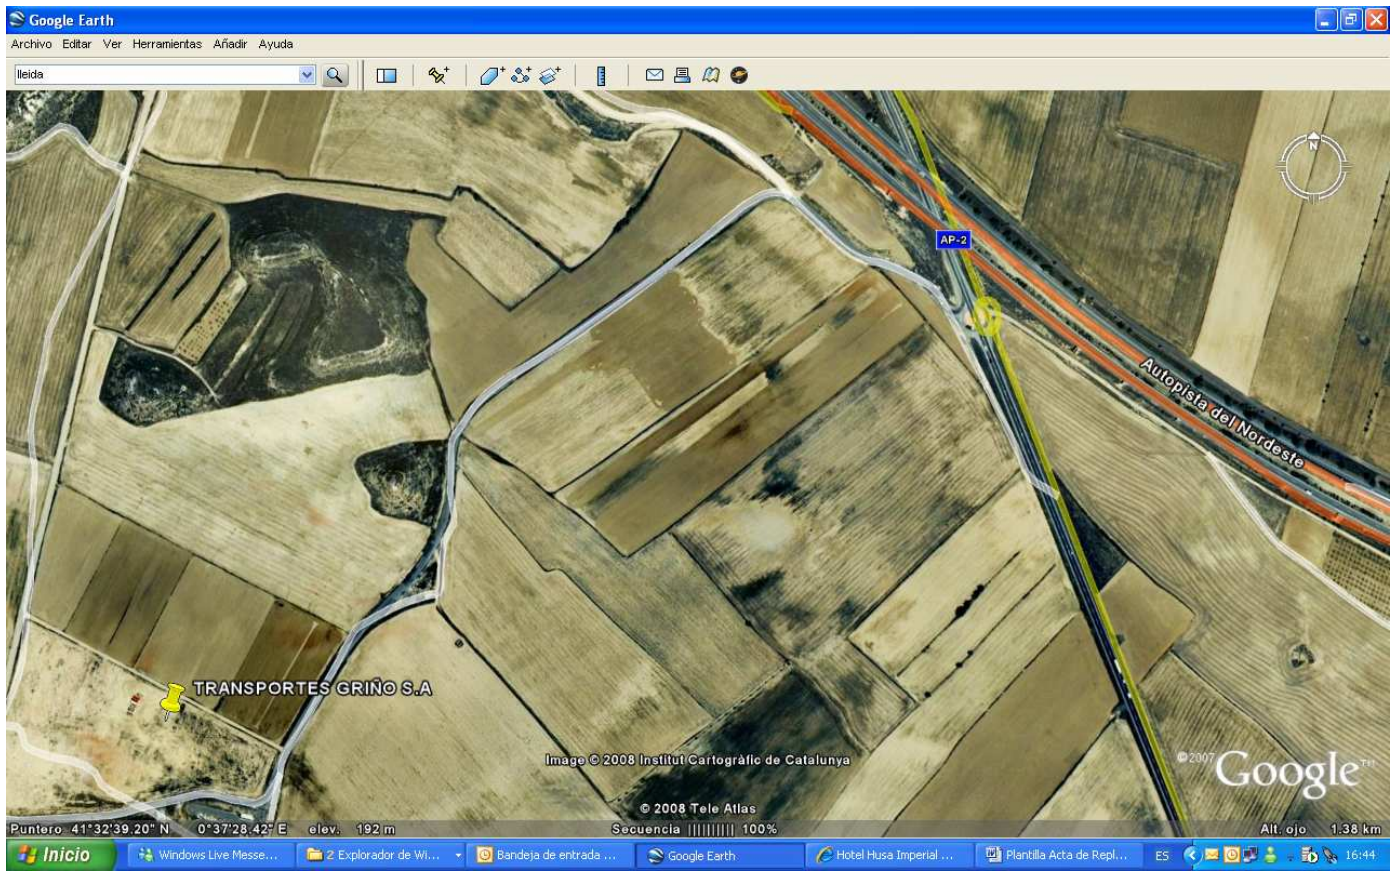 Google Earth
Archivo Editar Ver Herramientas Añadir Ayuda
lleida
N
AP-2
Autopista del Nordeste
TRANSPORTES GRIÑO S.A
Image © 2008 Institut Cartogràfic de Catalunya
©2007 Google™
© 2008 Tele Atlas
Puntero 41°32'39.20" N 0°37'28.42" E elev. 192 m Secuencia |||||||||| 100% Alt. ojo 1.38 km
Inicio Windows Live Messe... 2 Explorador de Wi... Bandeja de entrada ... Google Earth Hotel Husa Imperial ... Plantilla Acta de Repl... ES 16:44